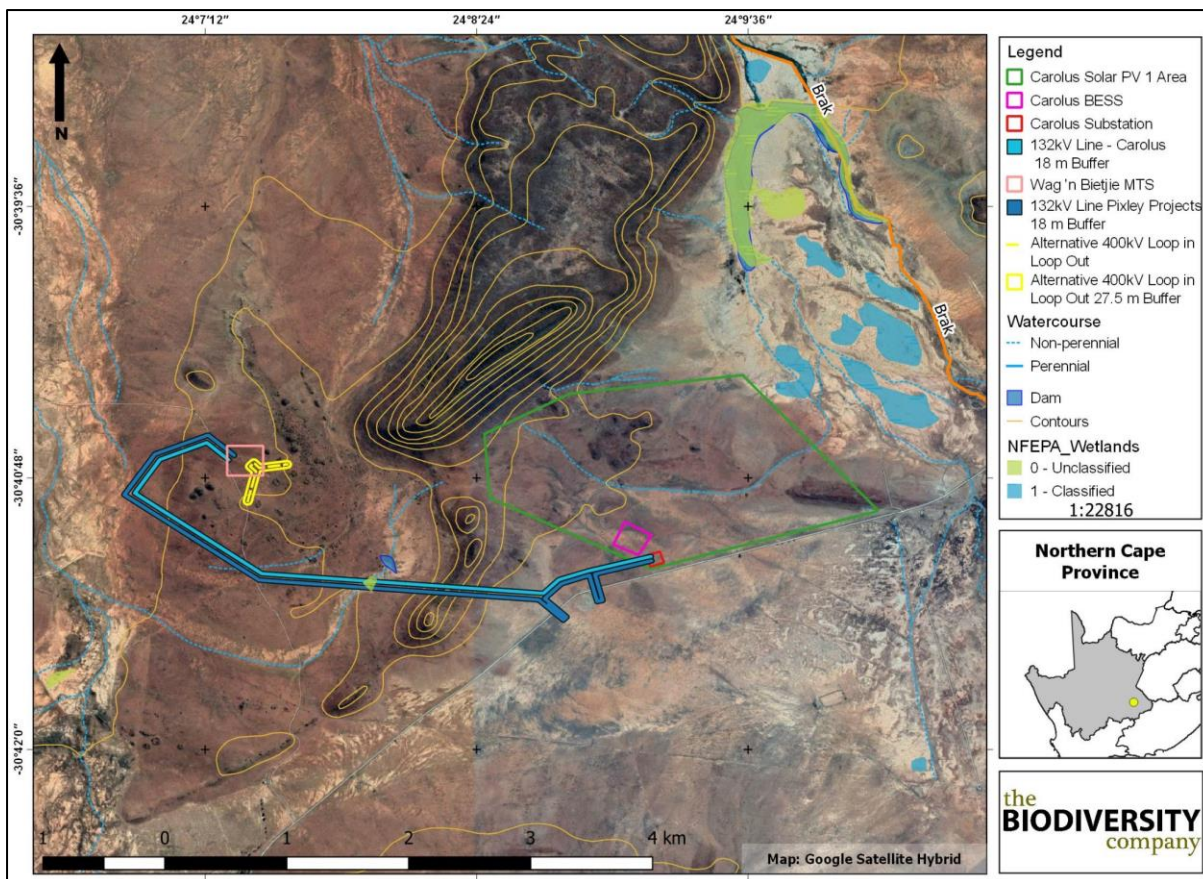 24°7'12"
24°8'24"
24°9'36"
N
Brak
Brak
-30°39'36"
-30°40'48"
-30°42'0"
1
0
1
2
3
4 km
Map: Google Satellite Hybrid
Legend
Carolus Solar PV 1 Area
Carolus BESS
Carolus Substation
132kV Line - Carolus
18 m Buffer
Wag 'n Bietjie MTS
132kV Line Pixley Projects
18 m Buffer
Alternative 400kV Loop in
Loop Out
Alternative 400kV Loop in
Loop Out 27.5 m Buffer
Watercourse
Non-perennial
Perennial
Dam
Contours
NFEPA_Wetlands
0 - Unclassified
1 - Classified
1:22816
Northern Cape
Province
the
BIODIVERSITY
company